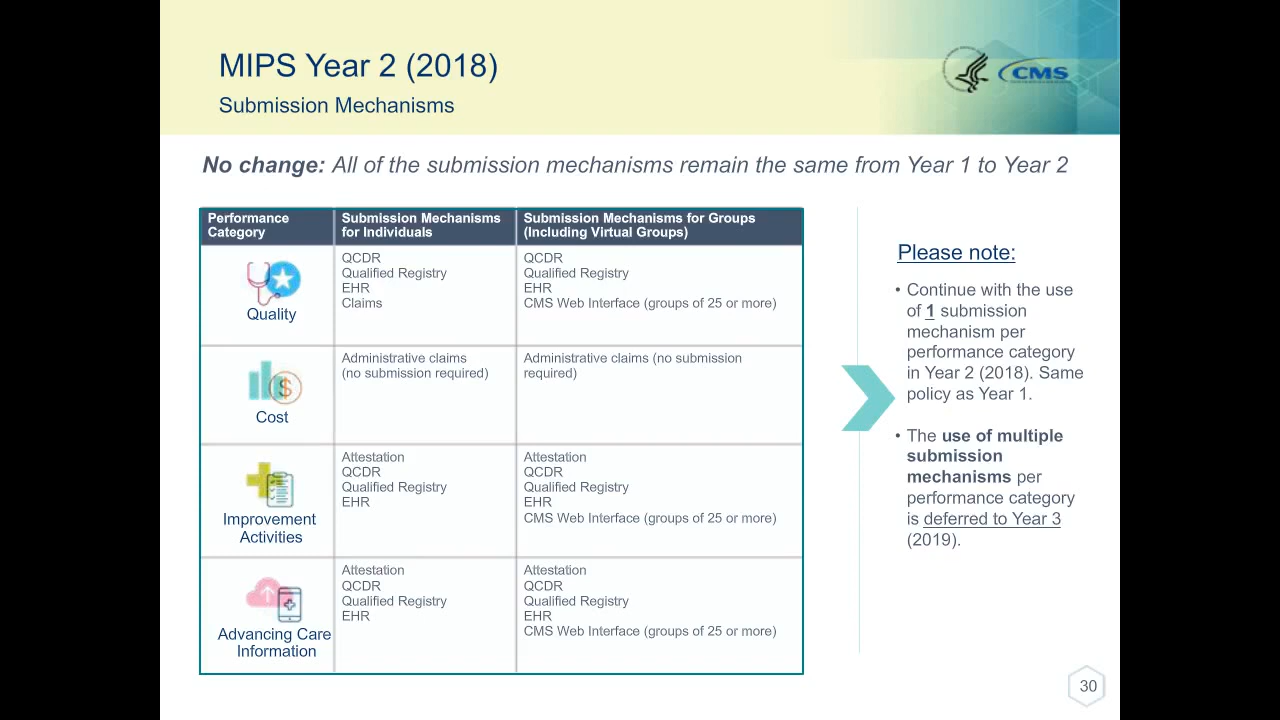 MIPS Year 2 (2018)
Submission Mechanisms
CMS
No change: All of the submission mechanisms remain the same from Year 1 to Year 2
Performance Category
Submission Mechanisms for Individuals
Submission Mechanisms for Groups (Including Virtual Groups)
Quality
QCDR
Qualified Registry
EHR
Claims
QCDR
Qualified Registry
EHR
CMS Web Interface (groups of 25 or more)
Cost
Administrative claims
(no submission required)
Administrative claims (no submission
required)
Improvement
Activities
Attestation
QCDR
Qualified Registry
EHR
Attestation
QCDR
Qualified Registry
EHR
CMS Web Interface (groups of 25 or more)
Advancing Care
Information
Attestation
QCDR
Qualified Registry
EHR
Attestation
QCDR
Qualified Registry
EHR
CMS Web Interface (groups of 25 or more)
Please note:
• Continue with the use
of 1 submission
mechanism per
performance category
in Year 2 (2018). Same
policy as Year 1.
• The use of multiple
submission
mechanisms per
performance category
is deferred to Year 3
(2019).
30